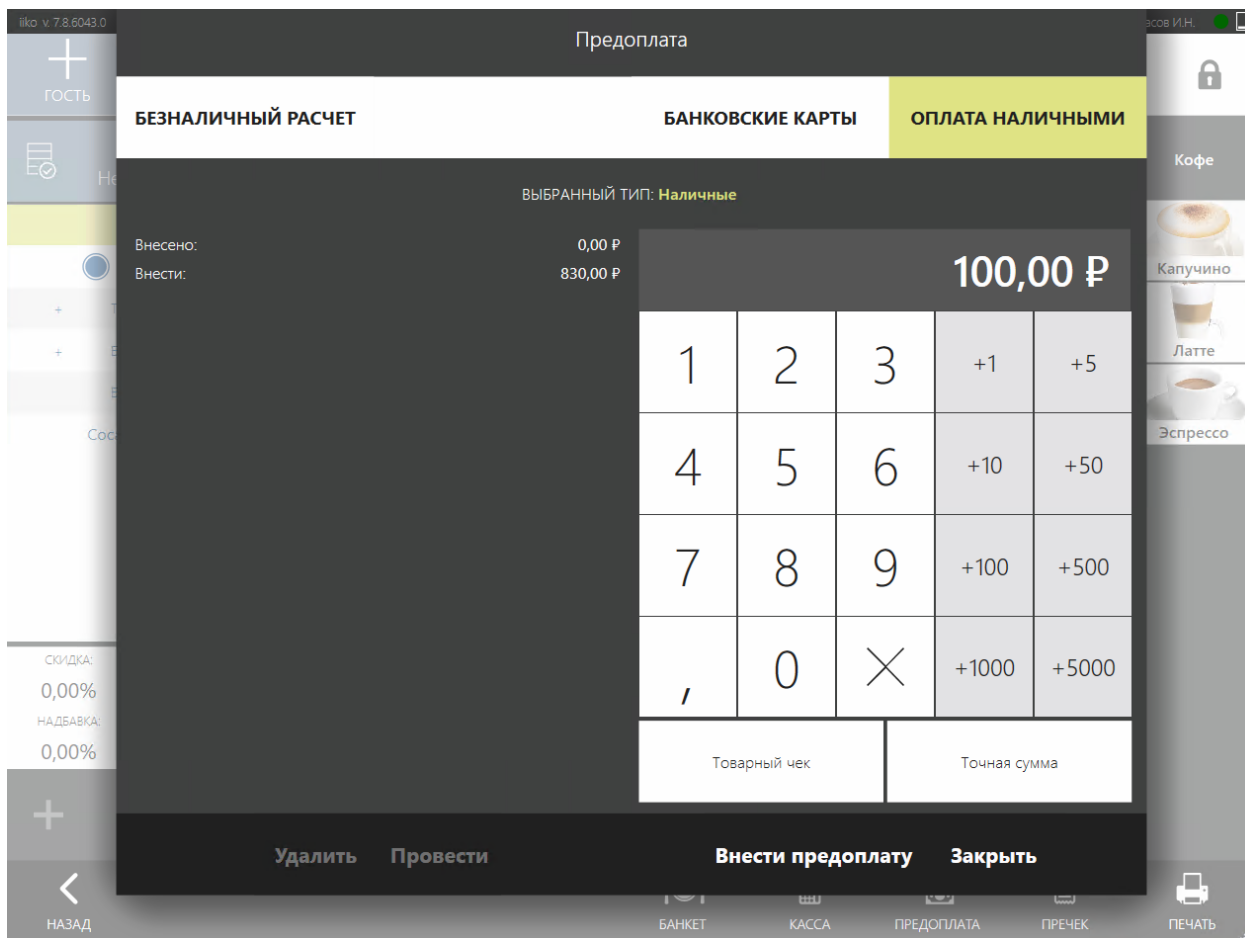 iiko v. 7.8.6043.0
Предоплата
ГОСТЬ
БЕЗНАЛИЧНЫЙ РАСЧЕТ БАНКОВСКИЕ КАРТЫ ОПЛАТА НАЛИЧНЫМИ
Кофе
ВЫБРАННЫЙ ТИП: Наличные
Внесено: 0,00 ₽
Внести: 830,00 ₽
100,00 ₽
Капучино
1 2 3 +1 +5
Латте
4 5 6 +10 +50
Эспрессо
7 8 9 +100 +500
, 0 +1000 +5000
СКИДКА:
0,00%
НАДБАВКА:
0,00%
Товарный чек Точная сумма
Удалить Провести Внести предоплату Закрыть
НАЗАД БАНКЕТ КАССА ПРЕДОПЛАТА ПРЕЧЕК ПЕЧАТЬ